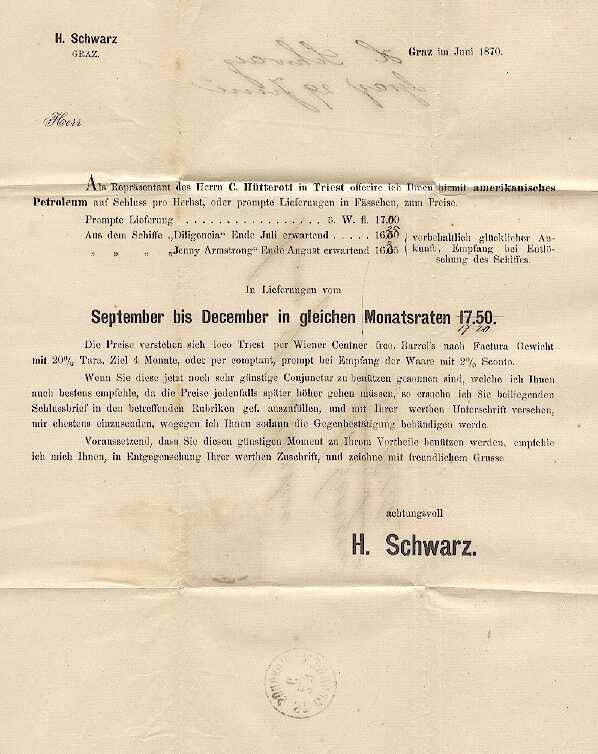 H. Schwarz
GRAZ.
Graz im Juni 1870.
Herr
Als Repräsentant des Herrn C. Hütterott in Triest offerire ich Ihnen hiemit amerikanisches
Petroleum auf Schluss pro Herbst, oder prompte Lieferungen in Fässchen, zum Preise.
Prompte Lieferung . . . . . . . . . . . . . . . . . ö. W. fl. 17.
Aus dem Schiffe „Diligencia“ Ende Juli erwartend . . . . . 16.
„ „ „ „Jenny Armstrong“ Ende August erwartend 16.
vorbehaltlich glücklicher An-
kunft, Empfang bei Entlö-
schung des Schiffes.
In Lieferungen vom
September bis December in gleichen Monatsraten 17.50.
17.20
Die Preise verstehen sich loco Triest per Wiener Centner frco. Barrel's nach Factura Gewicht
mit 20% Tara, Ziel 4 Monate, oder per comptant, prompt bei Empfang der Waare mit 2% Sconto.
Wenn Sie diese jetzt noch sehr günstige Conjunctur zu benützen gesonnen sind, welche ich Ihnen
auch bestens empfehle, da die Preise jedenfalls später höher gehen müssen, so ersuche ich Sie beiliegenden
Schlussbrief in den betreffenden Rubriken gef. auszufüllen, und mit Ihrer werthen Unterschrift versehen,
mir ehestens einzusenden, wogegen ich Ihnen sodann die Gegenbestätigung behändigen werde.
Voraussetzend, dass Sie diesen günstigen Moment zu Ihrem Vortheile benützen werden, empfehle
ich mich Ihnen, in Entgegensehung Ihrer werthen Zuschrift, und zeichne mit freundlichem Grusse
achtungsvoll
H. Schwarz.